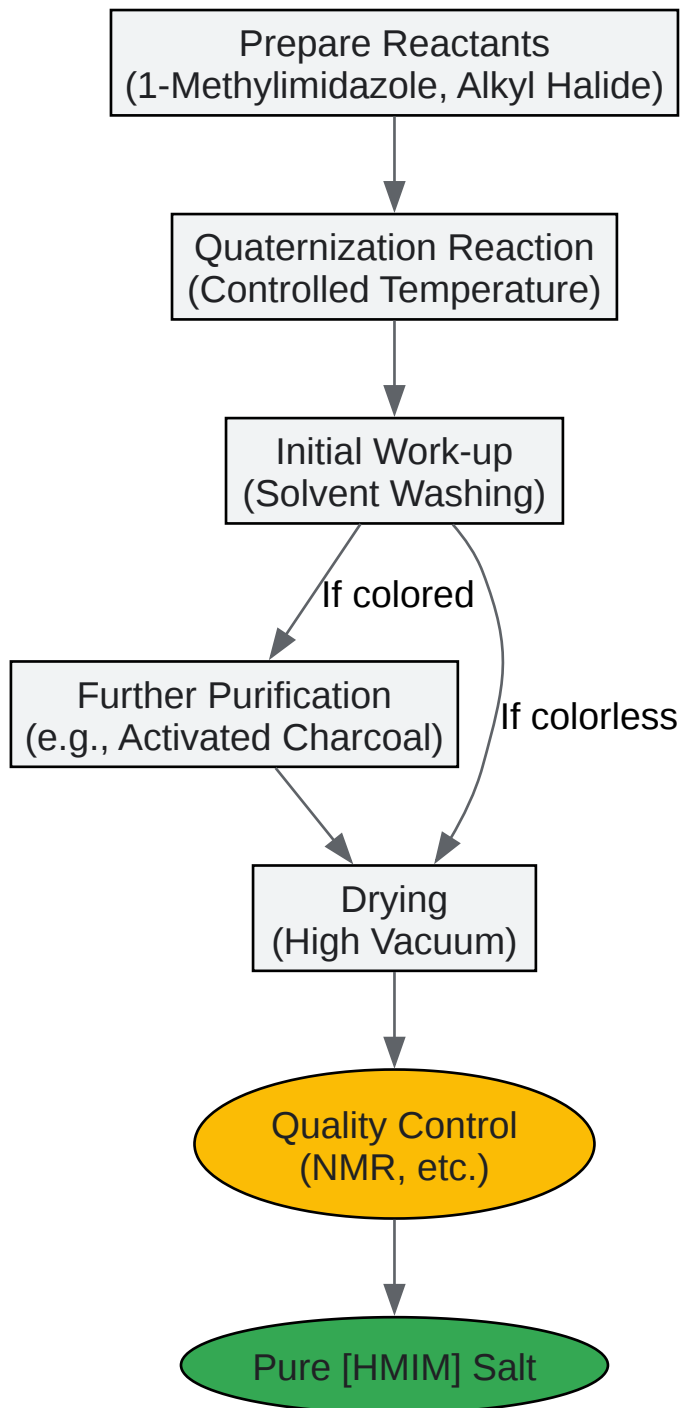 Prepare Reactants
(1-Methylimidazole, Alkyl Halide)
Quaternization Reaction
(Controlled Temperature)
Initial Work-up
(Solvent Washing)
If colored
Further Purification
(e.g., Activated Charcoal)
If colorless
Drying
(High Vacuum)
Quality Control
(NMR, etc.)
Pure [HMIM] Salt